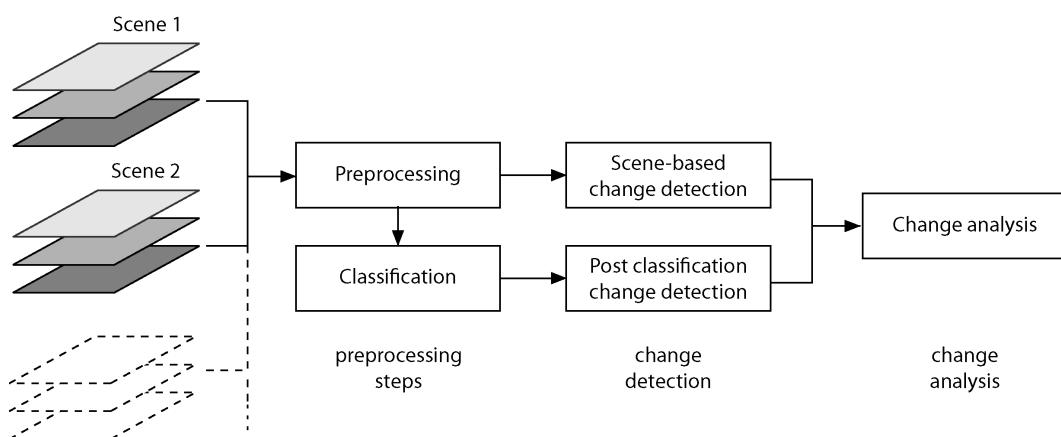 Scene 1
Scene 2
Preprocessing
Scene-based
change detection
Change analysis
Classification
Post classification
change detection
preprocessing
steps
change
detection
change
analysis